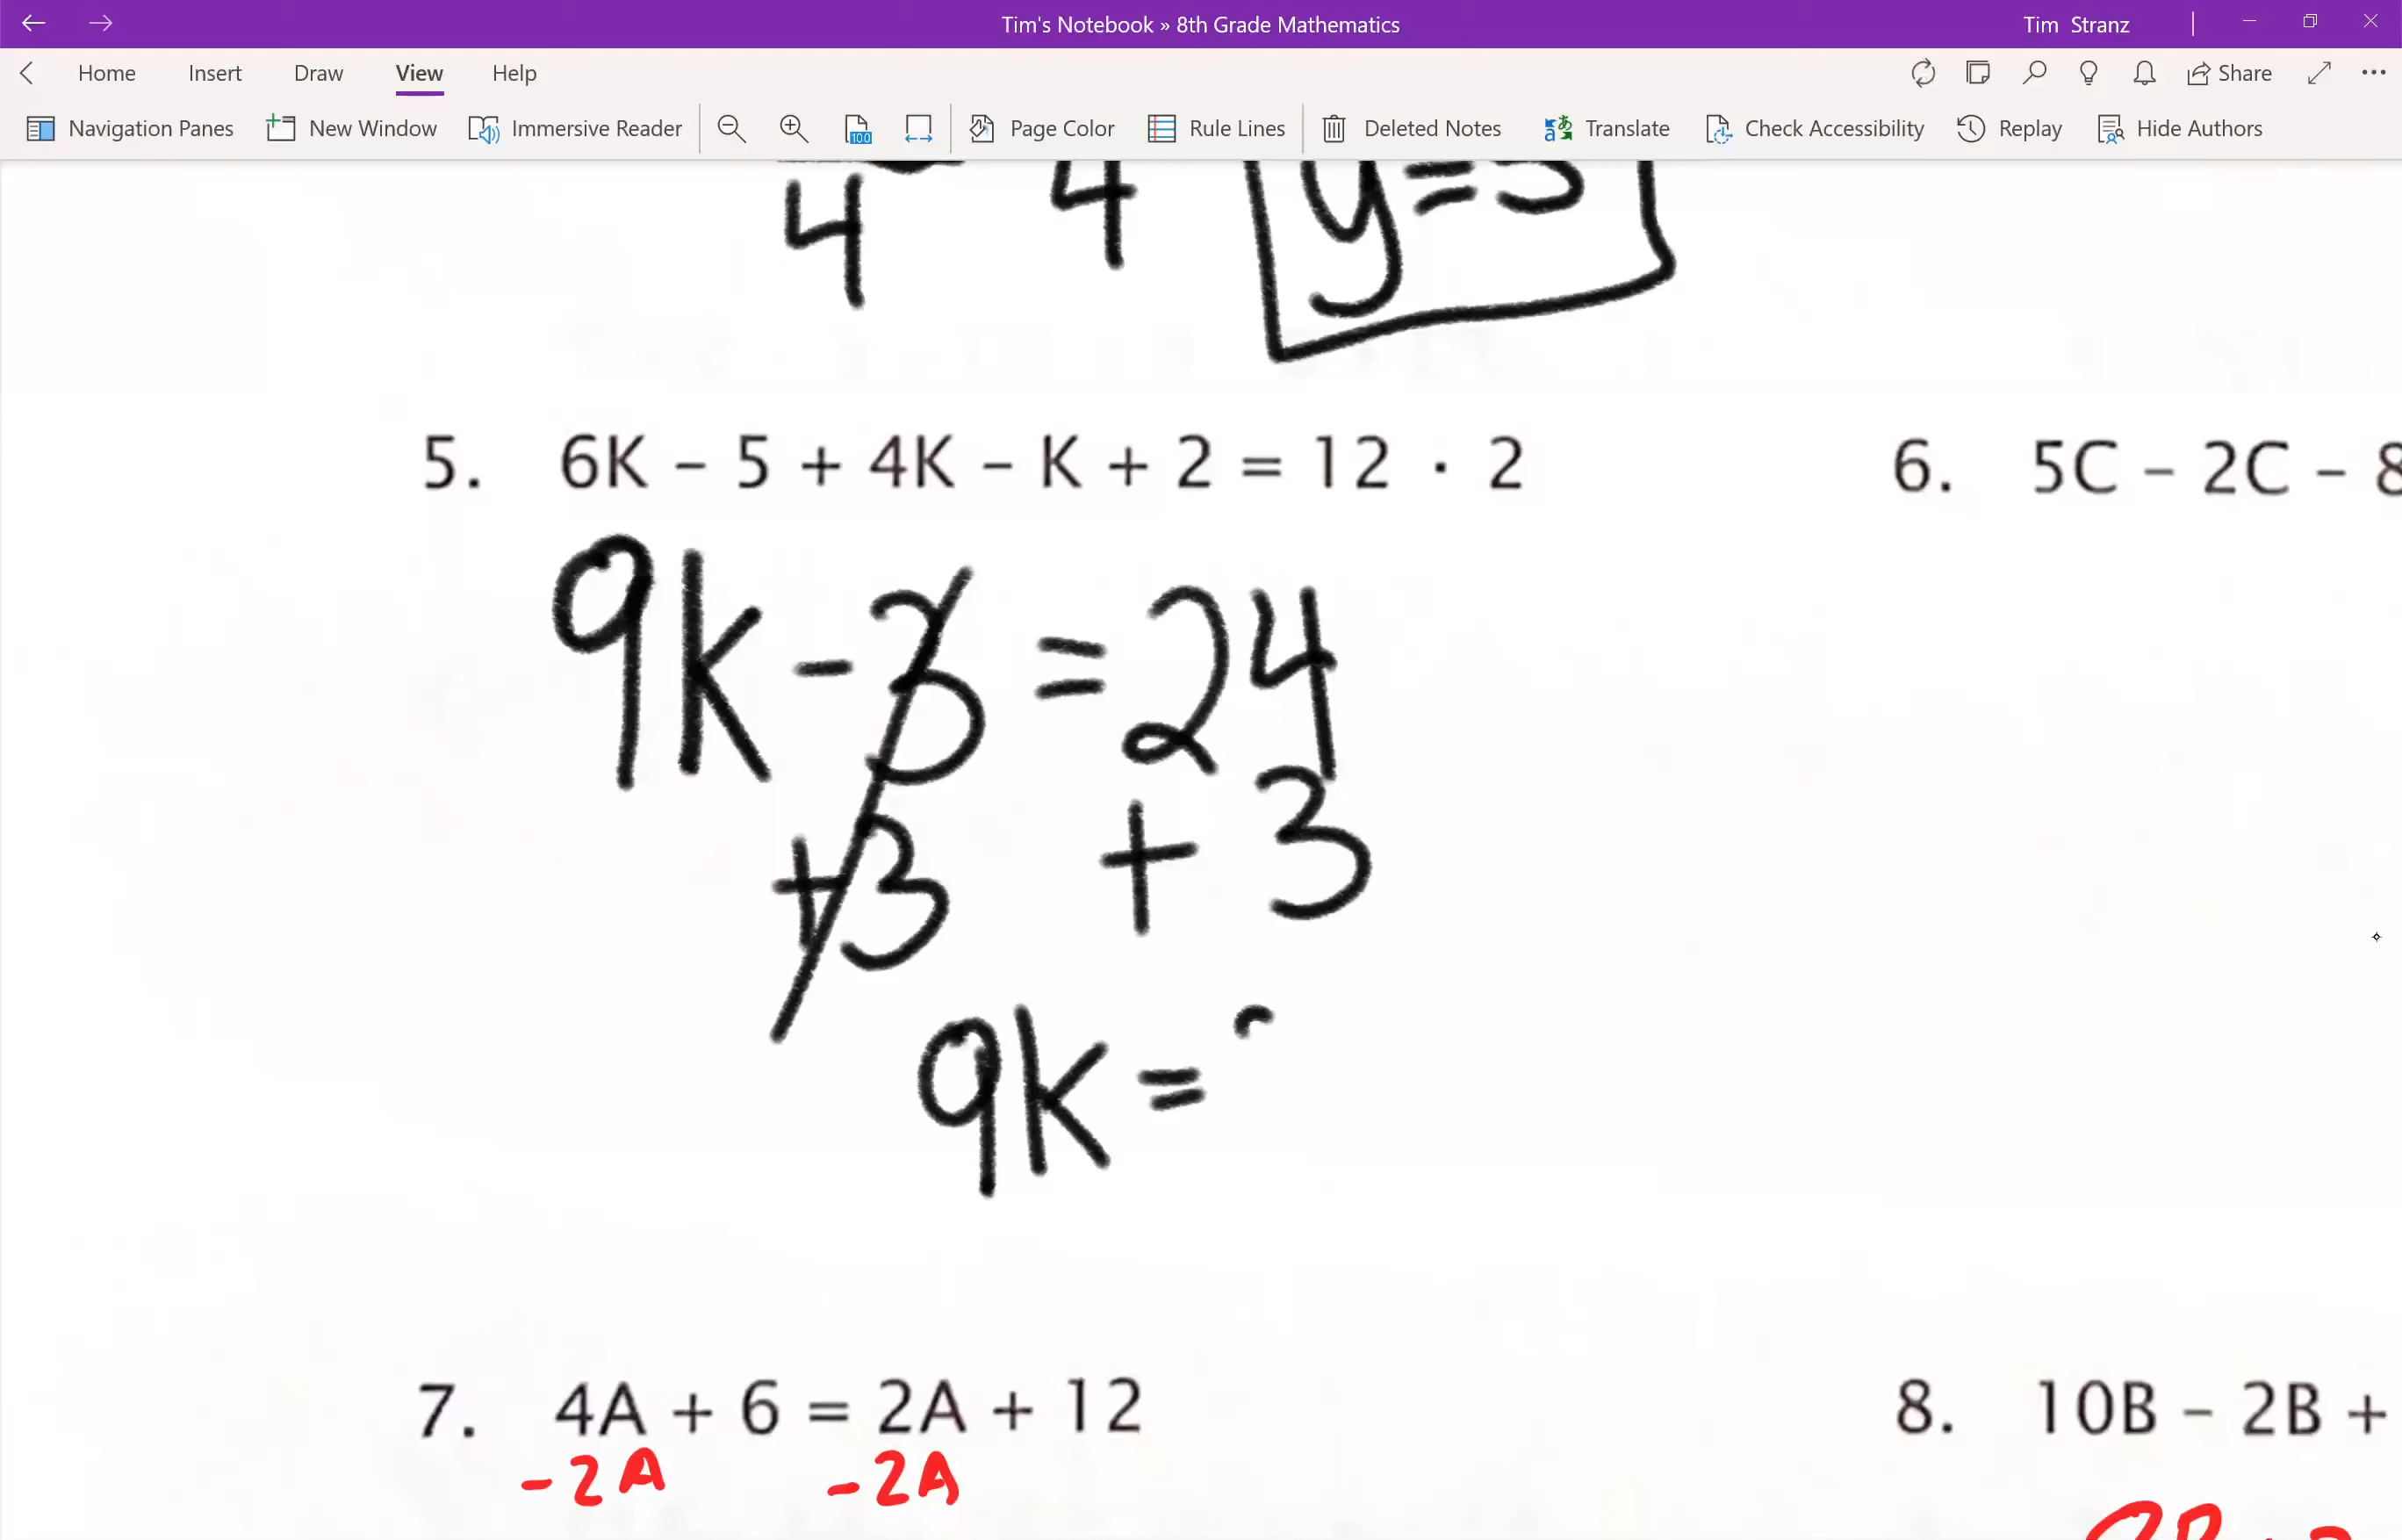 Tim's Notebook » 8th Grade Mathematics
Tim Stranz
Home Insert Draw View Help
Share
Navigation Panes New Window Immersive Reader 100 Page Color Rule Lines Deleted Notes Translate Check Accessibility Replay Hide Authors
4 4 y=3
5. 6K – 5 + 4K – K + 2 = 12 · 2
6. 5C – 2C – 8
9k-3=24
+3 +3
9k=
7. 4A + 6 = 2A + 12
8. 10B – 2B +
-2A -2A